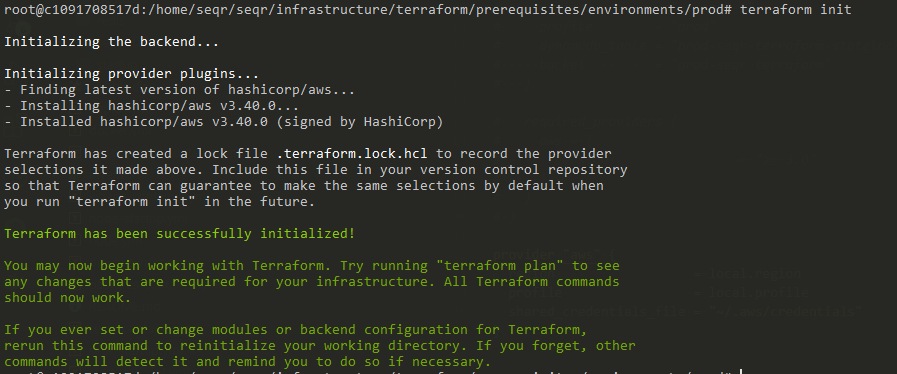 root@c1091708517d:/home/seqr/seqr/infrastructure/terraform/prerequisites/environments/prod# terraform init
Initializing the backend...
Initializing provider plugins...
- Finding latest version of hashicorp/aws...
- Installing hashicorp/aws v3.40.0...
- Installed hashicorp/aws v3.40.0 (signed by HashiCorp)
Terraform has created a lock file .terraform.lock.hcl to record the provider
selections it made above. Include this file in your version control repository
so that Terraform can guarantee to make the same selections by default when
you run "terraform init" in the future.
Terraform has been successfully initialized!
You may now begin working with Terraform. Try running "terraform plan" to see
any changes that are required for your infrastructure. All Terraform commands
should now work.
If you ever set or change modules or backend configuration for Terraform,
rerun this command to reinitialize your working directory. If you forget, other
commands will detect it and remind you to do so if necessary.